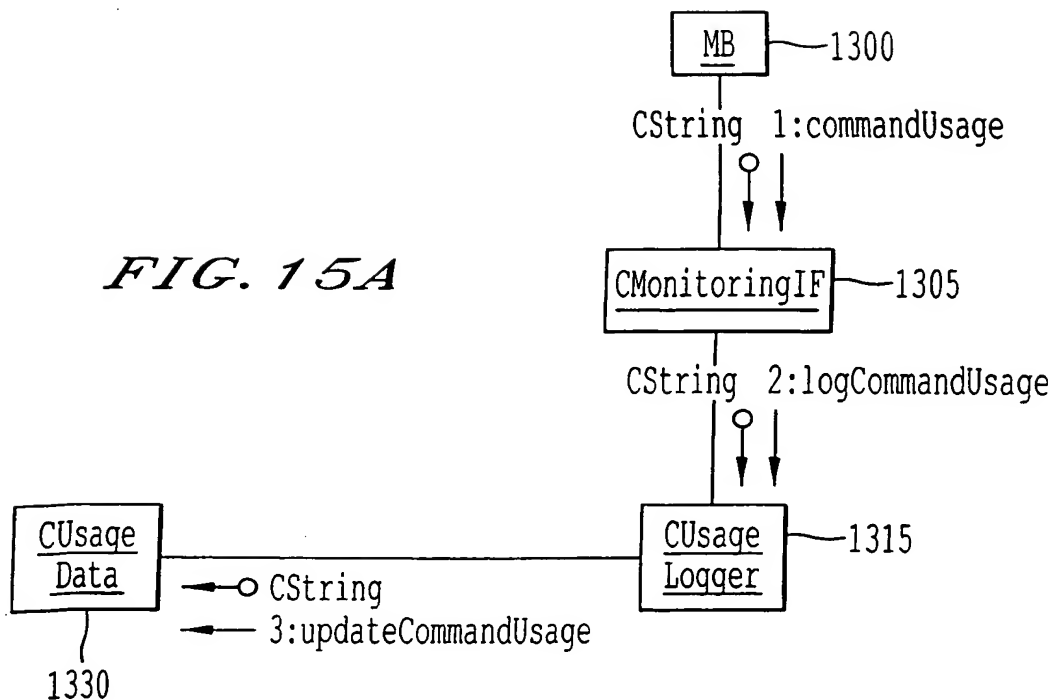 MB
1300
CString 1:commandUsage
FIG. 15A
CMonitoringIF
1305
CString 2:logCommandUsage
CUsage
Logger
1315
CUsage
Data
CString
3:updateCommandUsage
1330